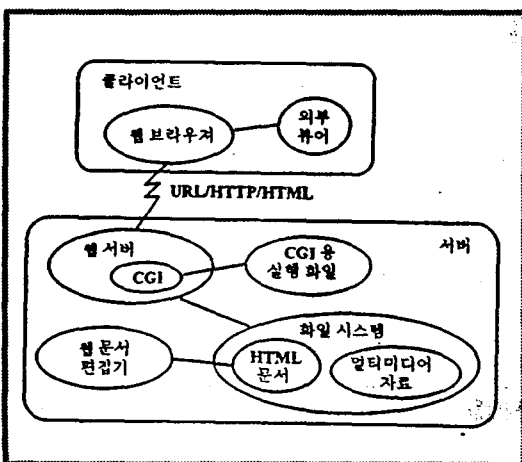 클라이언트
웹 브라우저
외부
뷰어
URL/HTTP/HTML
웹 서버
CGI
CGI 용
실행 화일
서버
웹 문서
편집기
화일 시스템
HTML
문서
멀티미디어
자료